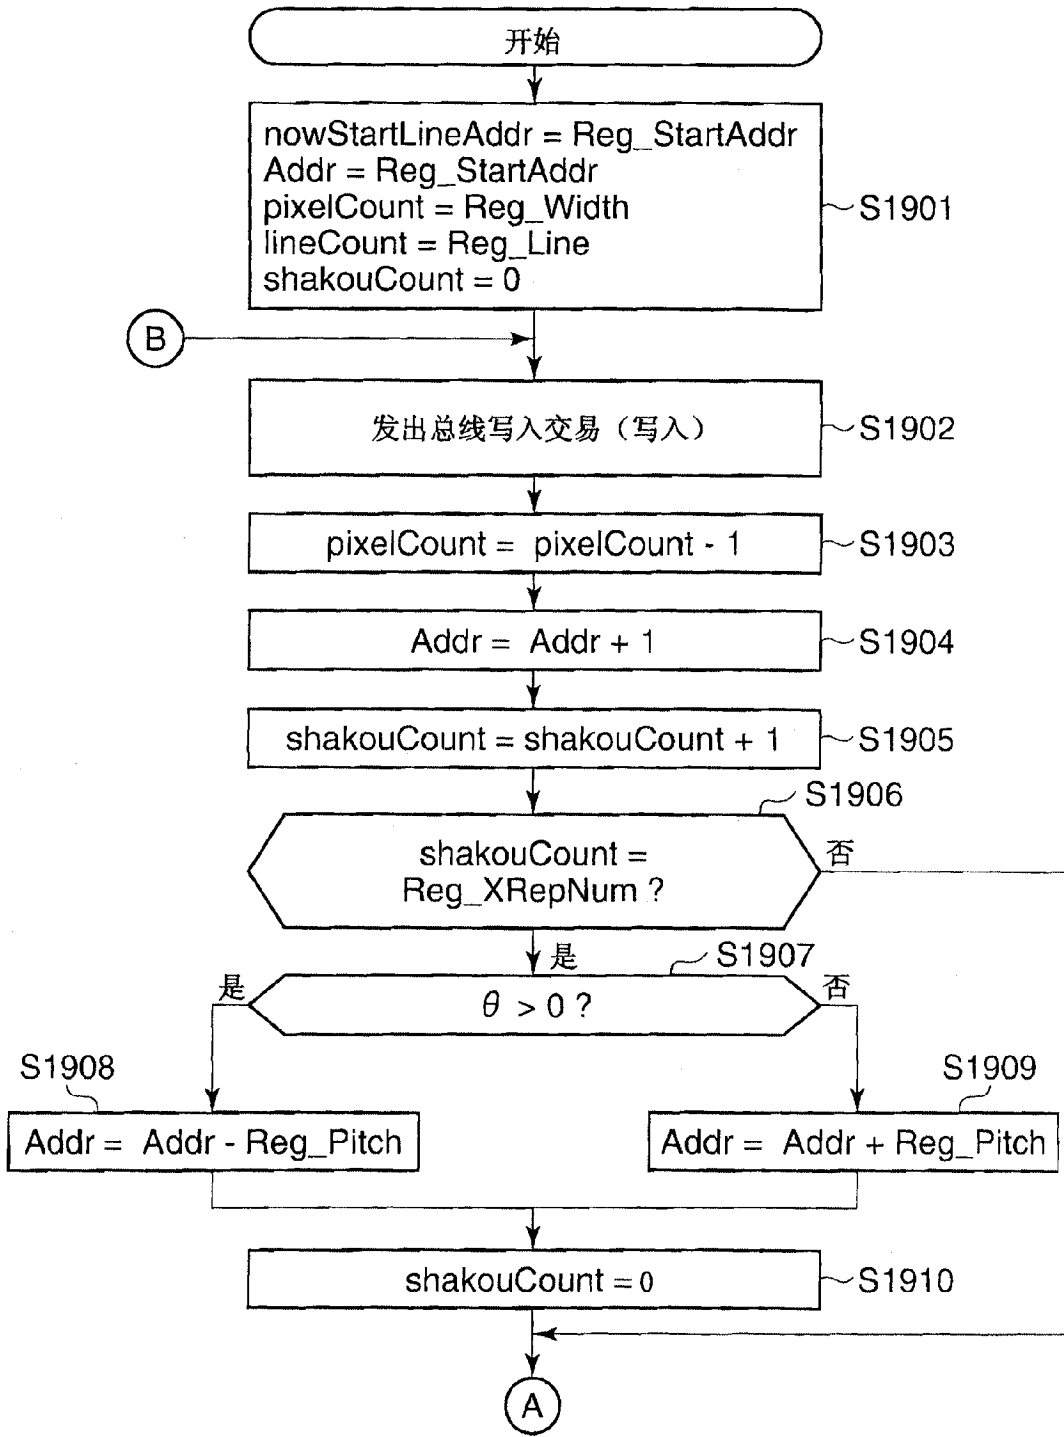 开始
nowStartLineAddr = Reg_StartAddr
Addr = Reg_StartAddr
pixelCount = Reg_Width
lineCount = Reg_Line
shakouCount = 0
S1901
B
发出总线写入交易（写入）
S1902
pixelCount = pixelCount - 1
S1903
Addr = Addr + 1
S1904
shakouCount = shakouCount + 1
S1905
S1906
shakouCount =
Reg_XRepNum ?
否
是
S1907
是
θ > 0 ?
否
S1908
Addr = Addr - Reg_Pitch
S1909
Addr = Addr + Reg_Pitch
shakouCount = 0
S1910
A